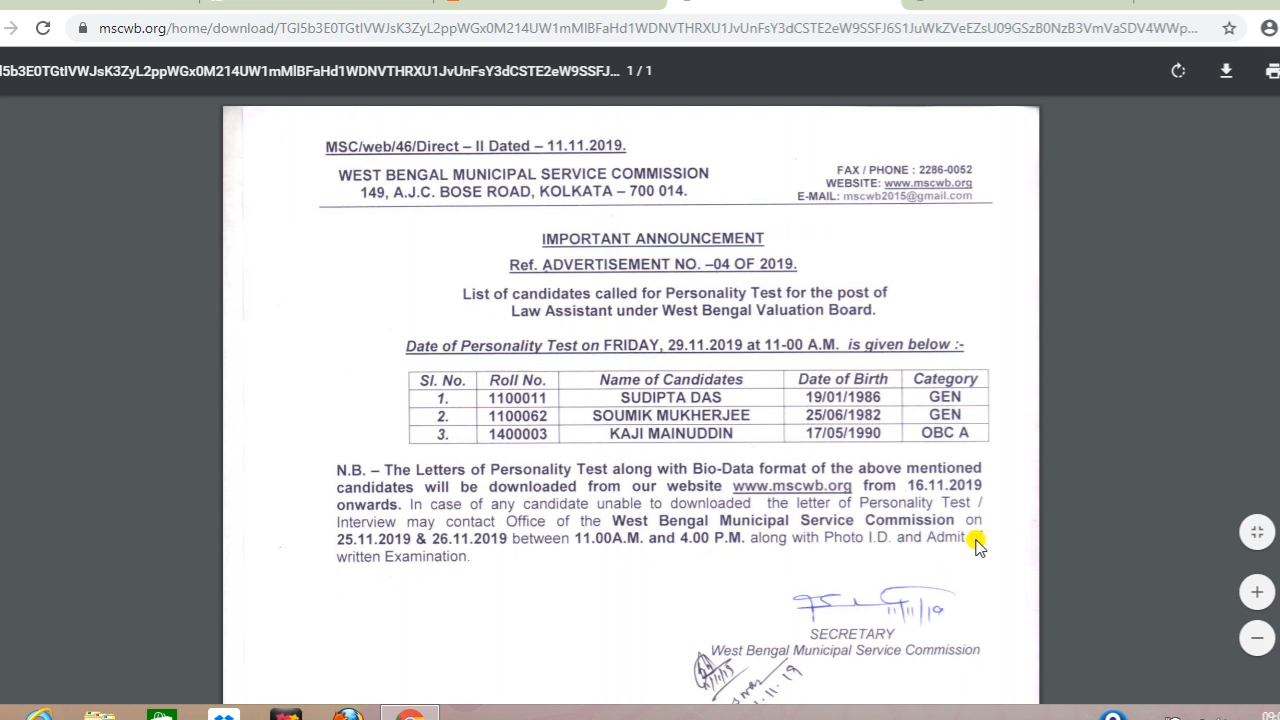 mscwb.org/home/download/TGI5b3E0TGtIVWJsK3ZyL2ppWGx0M214UW1mMlBFaHd1WDNVTHRXU1JvUnFsY3dCSTE2eW9SSFJ6S1JuWkZVeEZsU09GSzB0NzB3VmVaSDV4WWp...
l5b3E0TGtIVWJsK3ZyL2ppWGx0M214UW1mMlBFaHd1WDNVTHRXU1JvUnFsY3dCSTE2eW9SSFJ... 1 / 1
MSC/web/46/Direct – II Dated – 11.11.2019.
WEST BENGAL MUNICIPAL SERVICE COMMISSION
149, A.J.C. BOSE ROAD, KOLKATA – 700 014.
FAX / PHONE : 2286-0052
WEBSITE: www.mscwb.org
E-MAIL: mscwb2015@gmail.com
IMPORTANT ANNOUNCEMENT
Ref. ADVERTISEMENT NO. –04 OF 2019.
List of candidates called for Personality Test for the post of
Law Assistant under West Bengal Valuation Board.
Date of Personality Test on FRIDAY, 29.11.2019 at 11-00 A.M. is given below :-
Sl. No. Roll No. Name of Candidates Date of Birth Category
1. 1100011 SUDIPTA DAS 19/01/1986 GEN
2. 1100062 SOUMIK MUKHERJEE 25/06/1982 GEN
3. 1400003 KAJI MAINUDDIN 17/05/1990 OBC A
N.B. – The Letters of Personality Test along with Bio-Data format of the above mentioned
candidates will be downloaded from our website www.mscwb.org from 16.11.2019
onwards. In case of any candidate unable to downloaded the letter of Personality Test /
Interview may contact Office of the West Bengal Municipal Service Commission on
25.11.2019 & 26.11.2019 between 11.00A.M. and 4.00 P.M. along with Photo I.D. and Admit
written Examination.
11/11/19
SECRETARY
West Bengal Municipal Service Commission